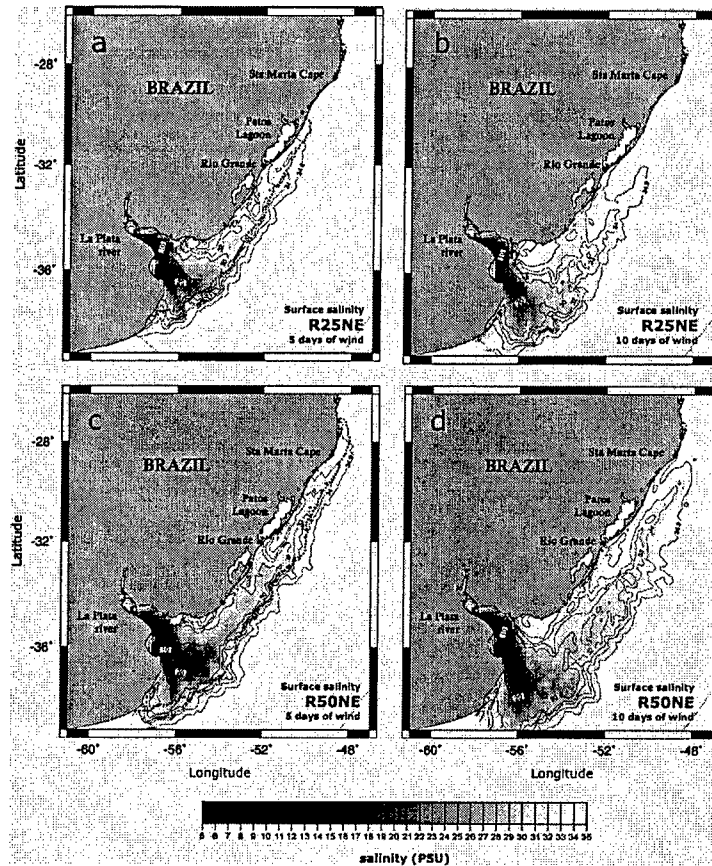 a
-28°
BRAZIL
Sta Marta Cape
Patos
Lagoon
Rio Grande
-32°
Latitude
La Plata
river
-36°
Surface salinity
R25NE
5 days of wind
b
BRAZIL
Sta Marta Cape
Patos
Lagoon
Rio Grande
La Plata
river
Surface salinity
R25NE
10 days of wind
c
-28°
BRAZIL
Sta Marta Cape
Patos
Lagoon
Rio Grande
-32°
Latitude
La Plata
river
-36°
Surface salinity
R50NE
5 days of wind
-60° -56° -52° -48°
Longitude
d
BRAZIL
Sta Marta Cape
Patos
Lagoon
Rio Grande
La Plata
river
Surface salinity
R50NE
10 days of wind
-60° -56° -52° -48°
Longitude
5 6 7 8 9 10 11 12 13 14 15 16 17 18 19 20 21 22 23 24 25 26 27 28 29 30 31 32 33 34 35
salinity (PSU)